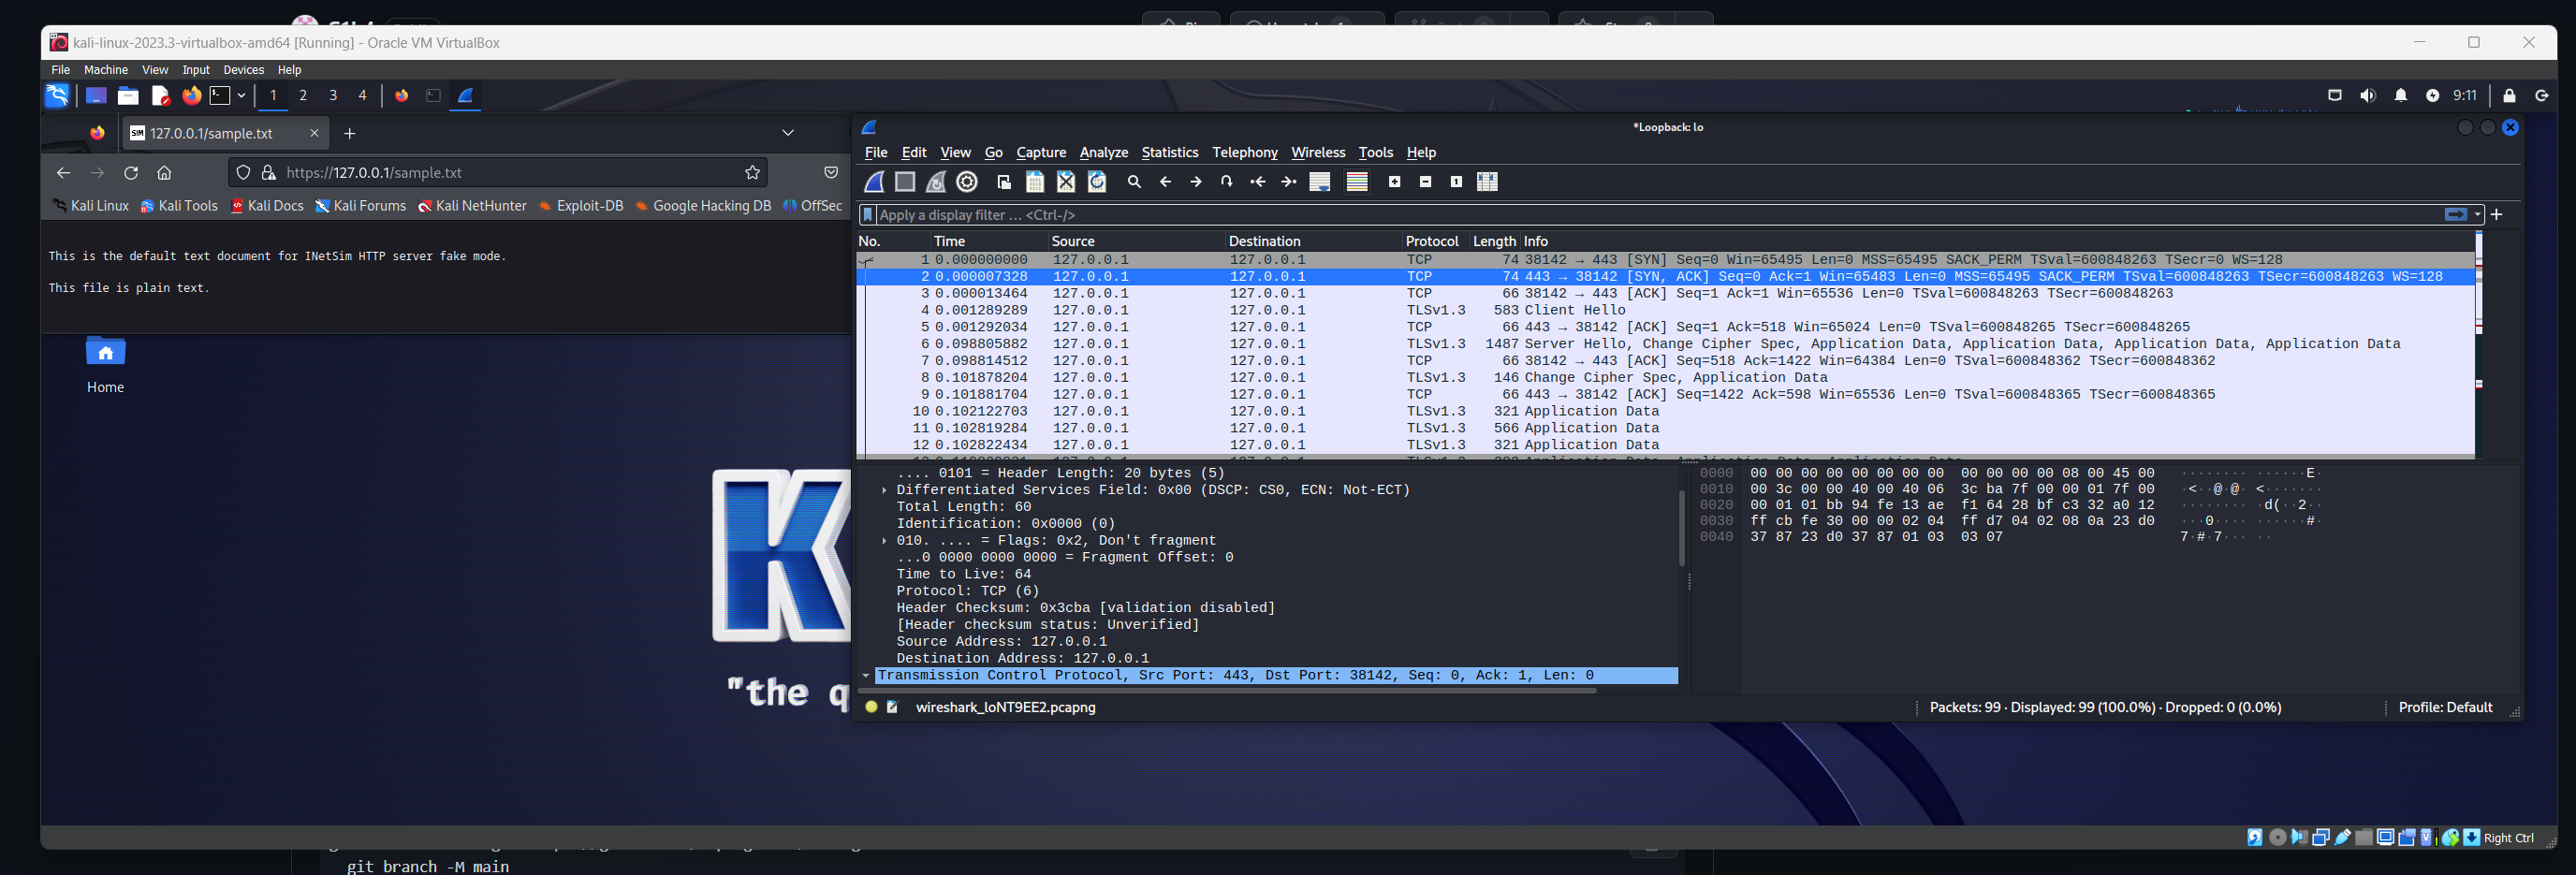 kali-linux-2023.3-virtualbox-amd64 [Running] - Oracle VM VirtualBox
File Machine View Input Devices Help
1 2 3 4
9:11
127.0.0.1/sample.txt
https://127.0.0.1/sample.txt
Kali Linux Kali Tools Kali Docs Kali Forums Kali NetHunter Exploit-DB Google Hacking DB OffSec
This is the default text document for INetSim HTTP server fake mode.
This file is plain text.
Home
"the q
*Loopback: lo
File Edit View Go Capture Analyze Statistics Telephony Wireless Tools Help
Apply a display filter ... <Ctrl-/>
No. Time Source Destination Protocol Length Info
1 0.000000000 127.0.0.1 127.0.0.1 TCP 74 38142 → 443 [SYN] Seq=0 Win=65495 Len=0 MSS=65495 SACK_PERM TSval=600848263 TSecr=0 WS=128
2 0.000007328 127.0.0.1 127.0.0.1 TCP 74 443 → 38142 [SYN, ACK] Seq=0 Ack=1 Win=65483 Len=0 MSS=65495 SACK_PERM TSval=600848263 TSecr=600848263 WS=128
3 0.000013464 127.0.0.1 127.0.0.1 TCP 66 38142 → 443 [ACK] Seq=1 Ack=1 Win=65536 Len=0 TSval=600848263 TSecr=600848263
4 0.001289289 127.0.0.1 127.0.0.1 TLSv1.3 583 Client Hello
5 0.001292034 127.0.0.1 127.0.0.1 TCP 66 443 → 38142 [ACK] Seq=1 Ack=518 Win=65024 Len=0 TSval=600848265 TSecr=600848265
6 0.098805882 127.0.0.1 127.0.0.1 TLSv1.3 1487 Server Hello, Change Cipher Spec, Application Data, Application Data, Application Data, Application Data
7 0.098814512 127.0.0.1 127.0.0.1 TCP 66 38142 → 443 [ACK] Seq=518 Ack=1422 Win=64384 Len=0 TSval=600848362 TSecr=600848362
8 0.101878204 127.0.0.1 127.0.0.1 TLSv1.3 146 Change Cipher Spec, Application Data
9 0.101881704 127.0.0.1 127.0.0.1 TCP 66 443 → 38142 [ACK] Seq=1422 Ack=598 Win=65536 Len=0 TSval=600848365 TSecr=600848365
10 0.102122703 127.0.0.1 127.0.0.1 TLSv1.3 321 Application Data
11 0.102819284 127.0.0.1 127.0.0.1 TLSv1.3 566 Application Data
12 0.102822434 127.0.0.1 127.0.0.1 TLSv1.3 321 Application Data
.... 0101 = Header Length: 20 bytes (5)
Differentiated Services Field: 0x00 (DSCP: CS0, ECN: Not-ECT)
Total Length: 60
Identification: 0x0000 (0)
010. .... = Flags: 0x2, Don't fragment
...0 0000 0000 0000 = Fragment Offset: 0
Time to Live: 64
Protocol: TCP (6)
Header Checksum: 0x3cba [validation disabled]
[Header checksum status: Unverified]
Source Address: 127.0.0.1
Destination Address: 127.0.0.1
Transmission Control Protocol, Src Port: 443, Dst Port: 38142, Seq: 0, Ack: 1, Len: 0
0000 00 00 00 00 00 00 00 00 00 00 00 00 08 00 45 00 ········ ······E·
0010 00 3c 00 00 40 00 40 06 3c ba 7f 00 00 01 7f 00 ·<··@·@· <·······
0020 00 01 01 bb 94 fe 13 ae f1 64 28 bf c3 32 a0 12 ········ ·d(··2··
0030 ff cb fe 30 00 00 02 04 ff d7 04 02 08 0a 23 d0 ···0···· ······#·
0040 37 87 23 d0 37 87 01 03 03 07 7·#·7··· ··
wireshark_loNT9EE2.pcapng
Packets: 99 · Displayed: 99 (100.0%) · Dropped: 0 (0.0%)
Profile: Default
Right Ctrl
git branch -M main